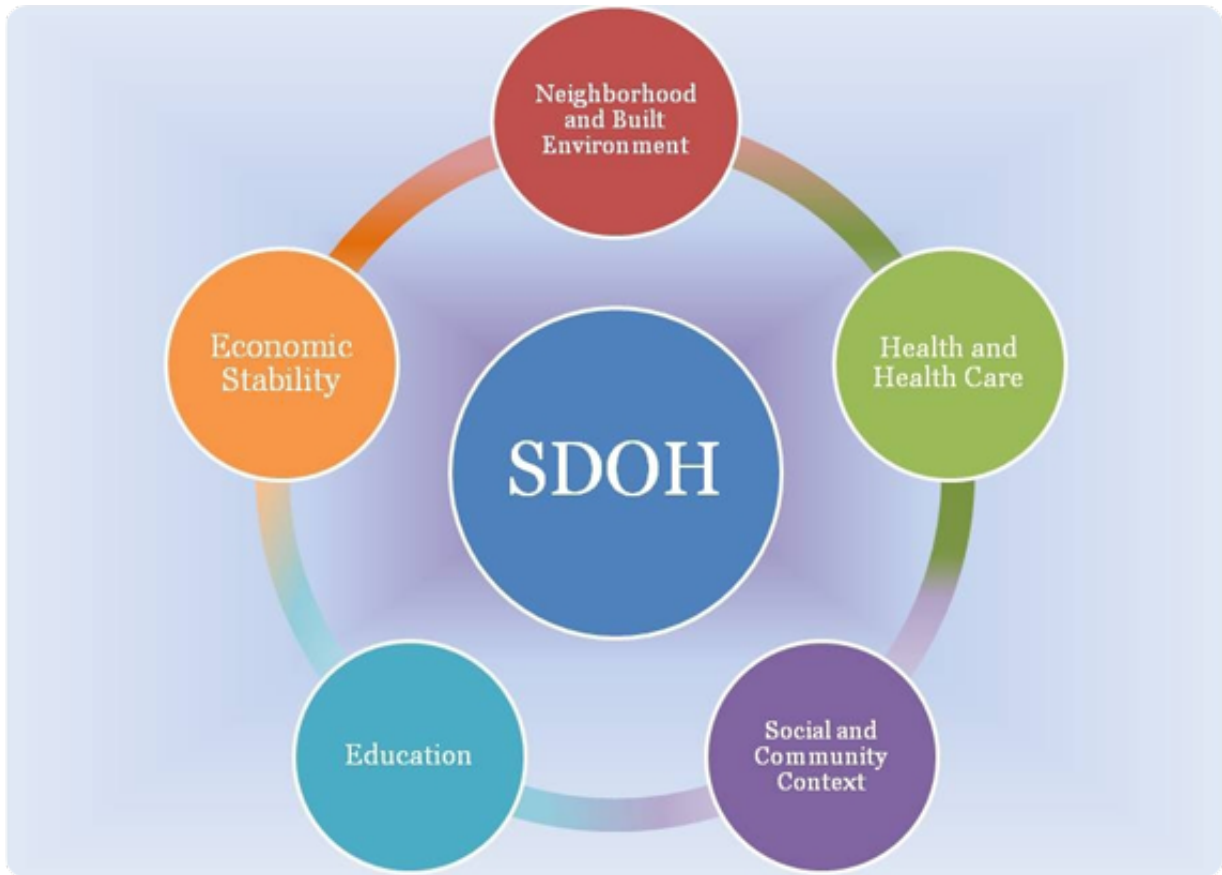 Neighborhood
and Built
Environment
Economic
Stability
Health and
Health Care
SDOH
Education
Social and
Community
Context